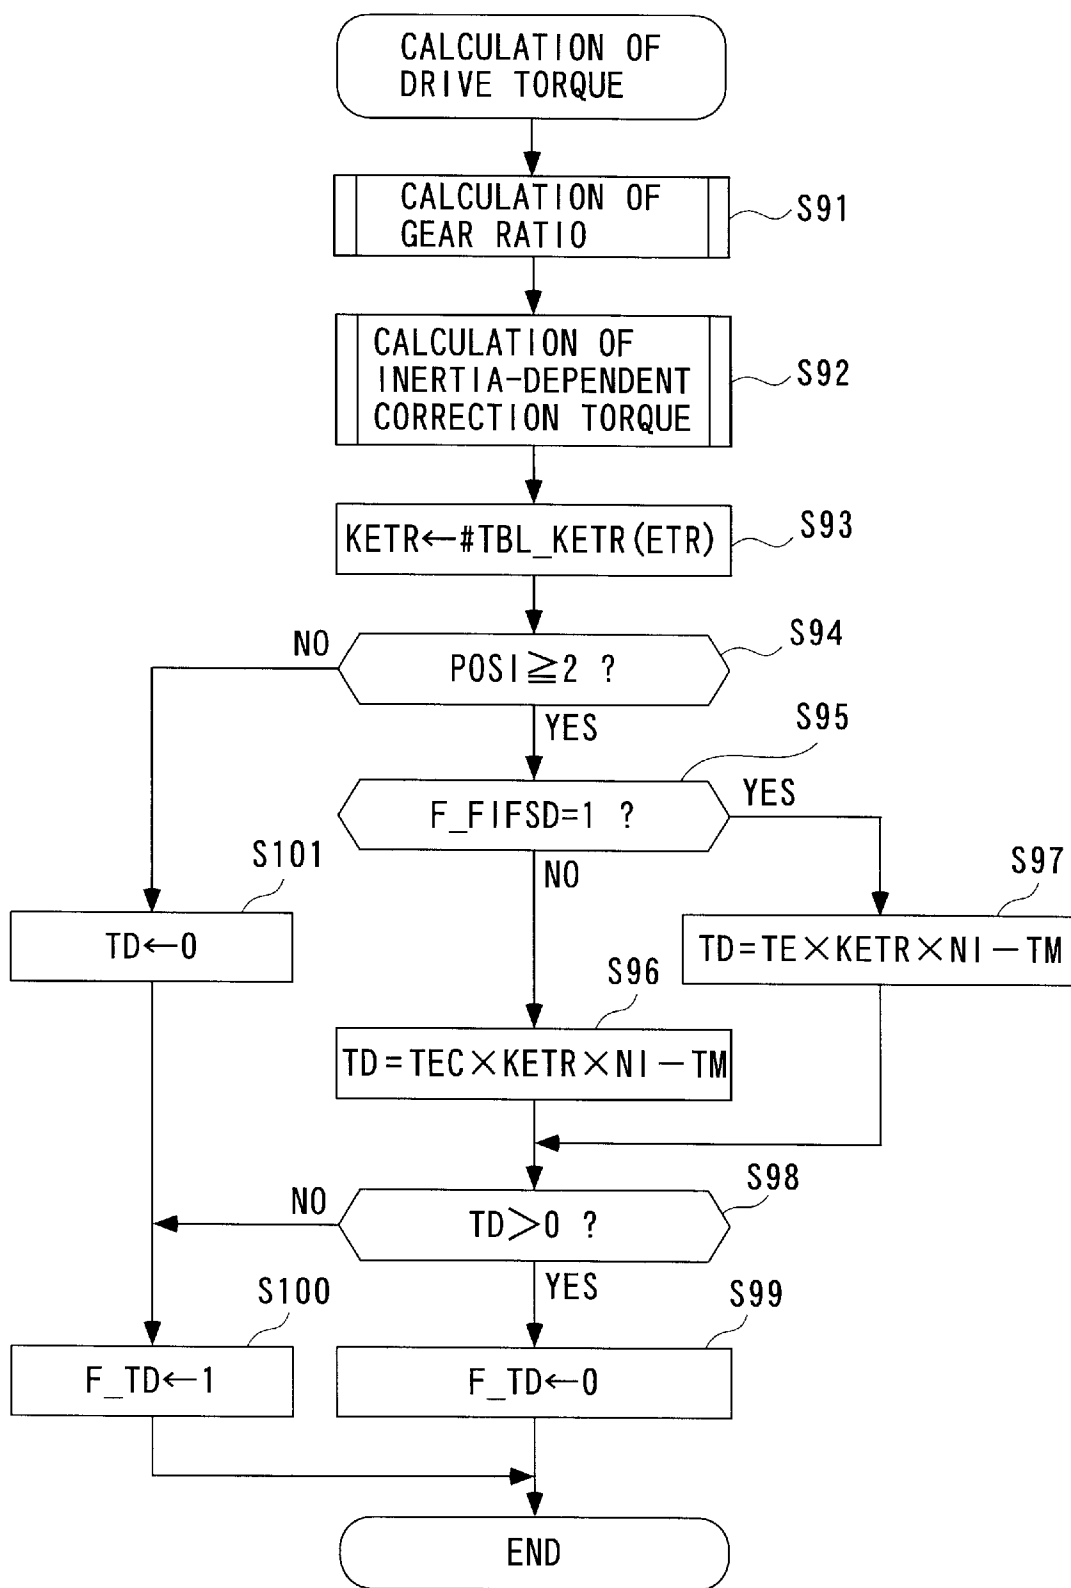 CALCULATION OF
DRIVE TORQUE
CALCULATION OF
GEAR RATIO
S91
CALCULATION OF
INERTIA-DEPENDENT
CORRECTION TORQUE
S92
KETR←#TBL_KETR(ETR)
S93
NO
POSI≧2 ?
S94
YES
S95
F_FIFSD=1 ?
YES
NO
S101
TD←0
S97
TD=TE×KETR×NI−TM
S96
TD=TEC×KETR×NI−TM
NO
TD>0 ?
S98
YES
S100
F_TD←1
S99
F_TD←0
END